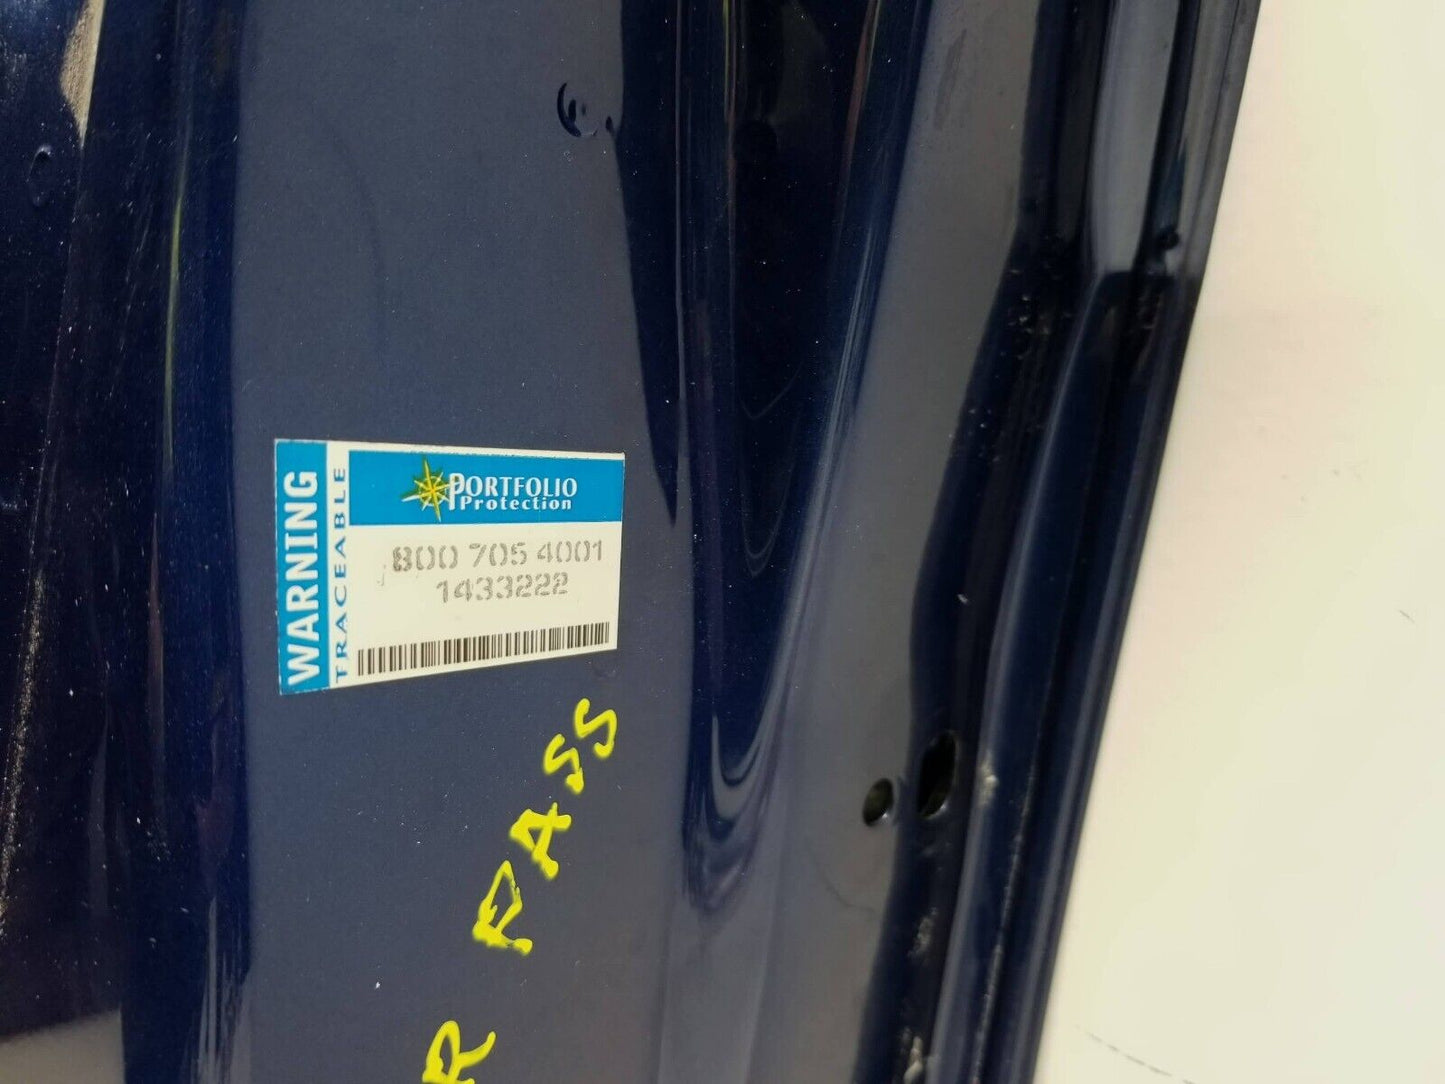 WARNING
TRACEABLE
PORTFOLIO
Protection
800 705 4001
1433222
R PASS